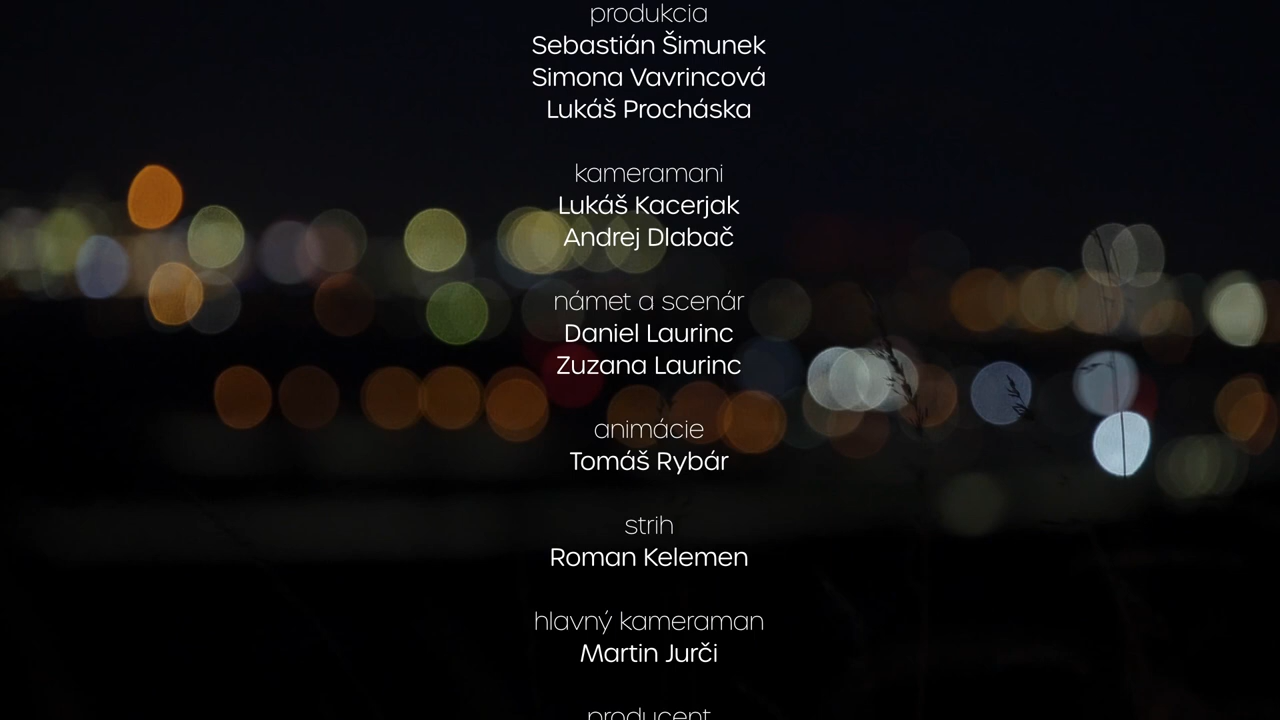 produkcia
Sebastián Šimunek
Simona Vavrincová
Lukáš Procháska
kameramani
Lukáš Kacerjak
Andrej Dlabač
námet a scenár
Daniel Laurinc
Zuzana Laurinc
animácie
Tomáš Rybár
strih
Roman Kelemen
hlavný kameraman
Martin Jurči
producent